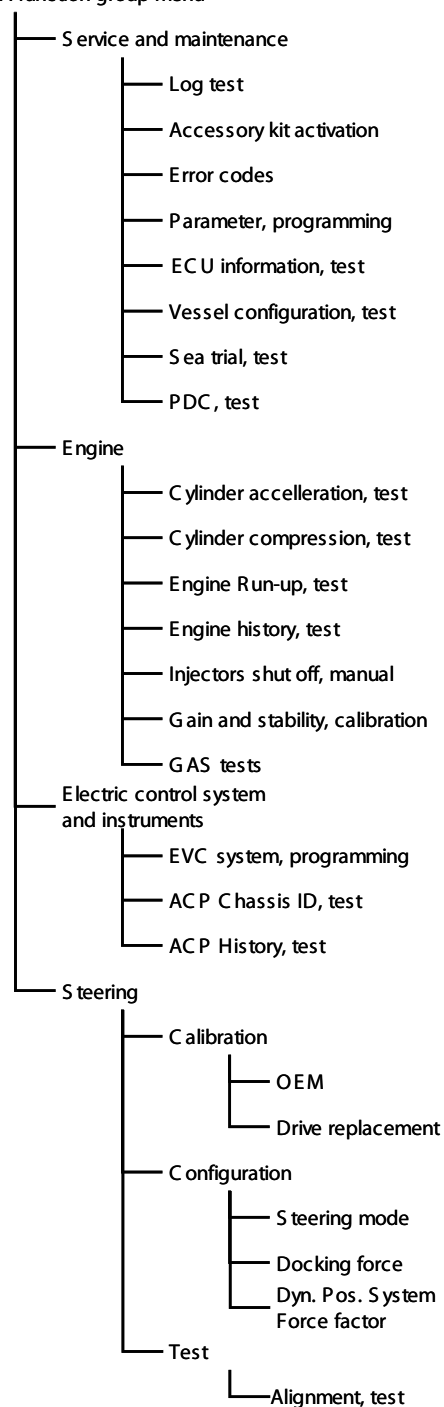 function group menu
Service and maintenance
Log test
Accessory kit activation
Error codes
Parameter, programming
ECU information, test
Vessel configuration, test
Sea trial, test
PDC, test
Engine
Cylinder accelleration, test
Cylinder compression, test
Engine Run-up, test
Engine history, test
Injectors shut off, manual
Gain and stability, calibration
GAS tests
Electric control system
and instruments
EVC system, programming
ACP Chassis ID, test
ACP History, test
Steering
Calibration
OEM
Drive replacement
Configuration
Steering mode
Docking force
Dyn. Pos. System
Force factor
Test
Alignment, test